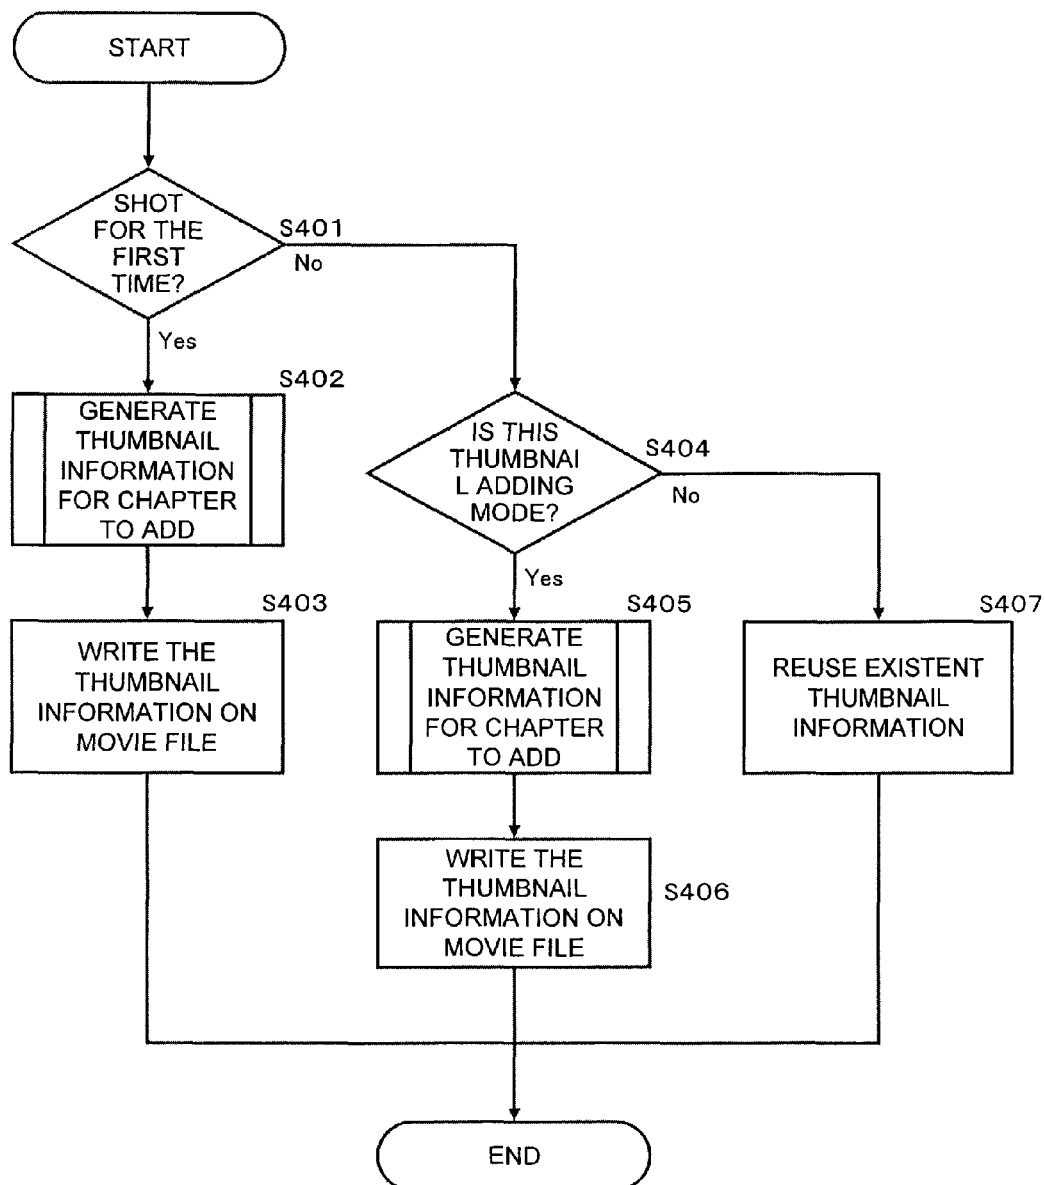 START
SHOT
FOR THE
FIRST
TIME?
S401
No
Yes
S402
GENERATE
THUMBNAIL
INFORMATION
FOR CHAPTER
TO ADD
S403
WRITE THE
THUMBNAIL
INFORMATION ON
MOVIE FILE
IS THIS
THUMBNAI
L ADDING
MODE?
S404
No
Yes
S405
GENERATE
THUMBNAIL
INFORMATION
FOR CHAPTER
TO ADD
S407
REUSE EXISTENT
THUMBNAIL
INFORMATION
WRITE THE
THUMBNAIL
INFORMATION ON
MOVIE FILE
S406
END